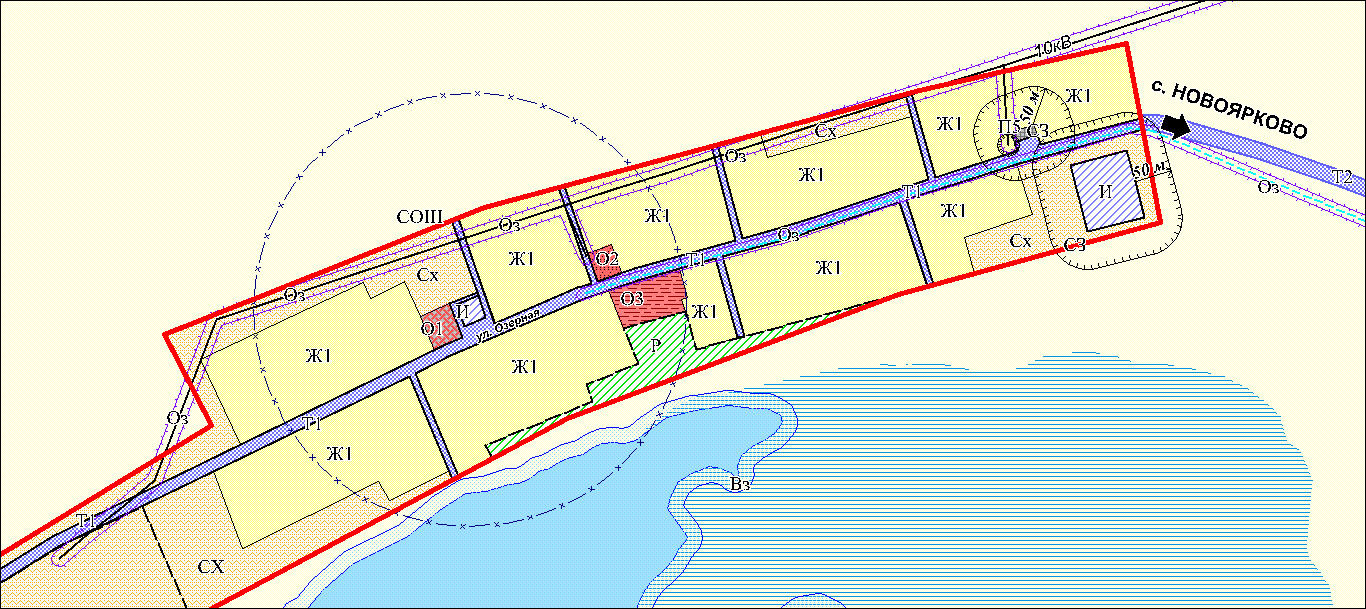 10кВ
с. НОВОЯРКОВО
Ж1
50 м
Ж1
П5
СЗ
Сх
Оз
Ж1
Т2
50 м.
Оз
И
Т1
Ж1
СОШ
Ж1
Оз
Оз
Сх
СЗ
Ж1
О2
Т1
Ж1
Сх
Оз
О3
И
Ж1
О1
ул. Озерная
Р
Ж1
Ж1
Оз
Т1
Ж1
Вз
Т1
СХ